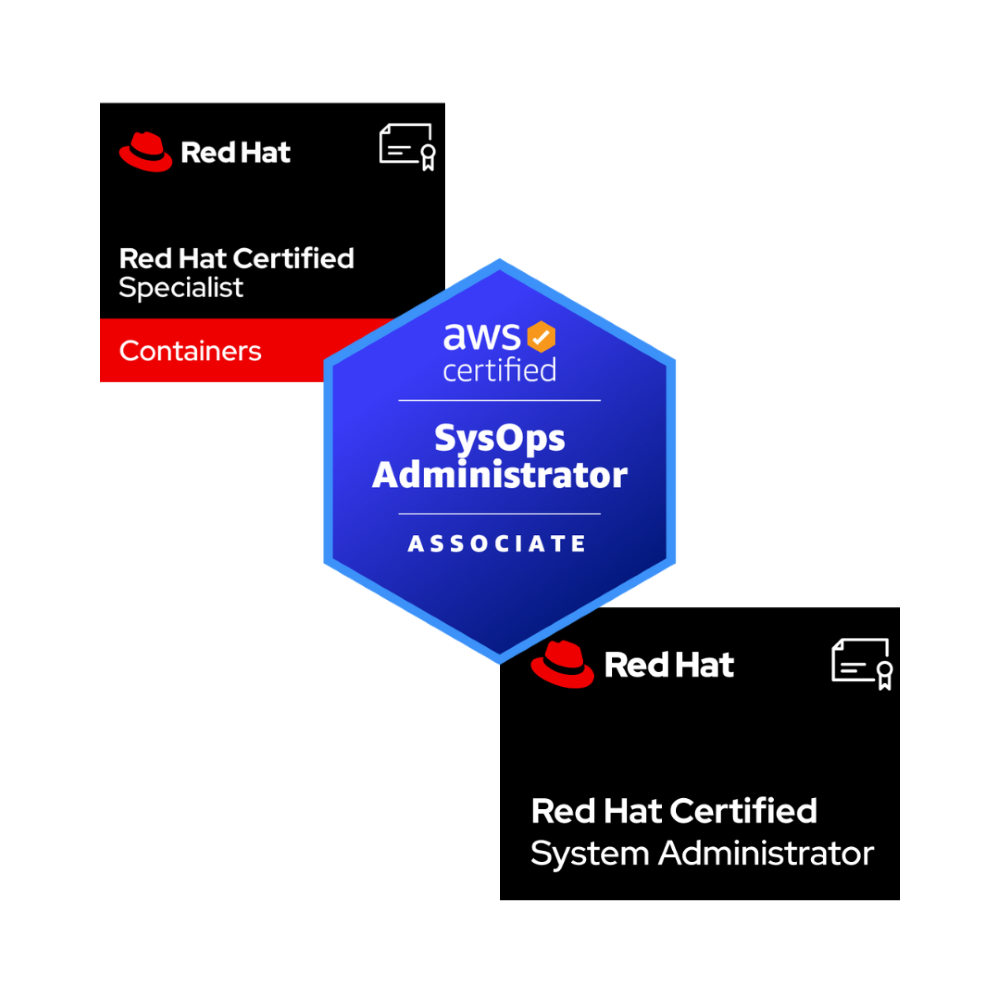 Red Hat
Red Hat Certified
Specialist
Containers
aws
certified
SysOps
Administrator
ASSOCIATE
Red Hat
Red Hat Certified
System Administrator